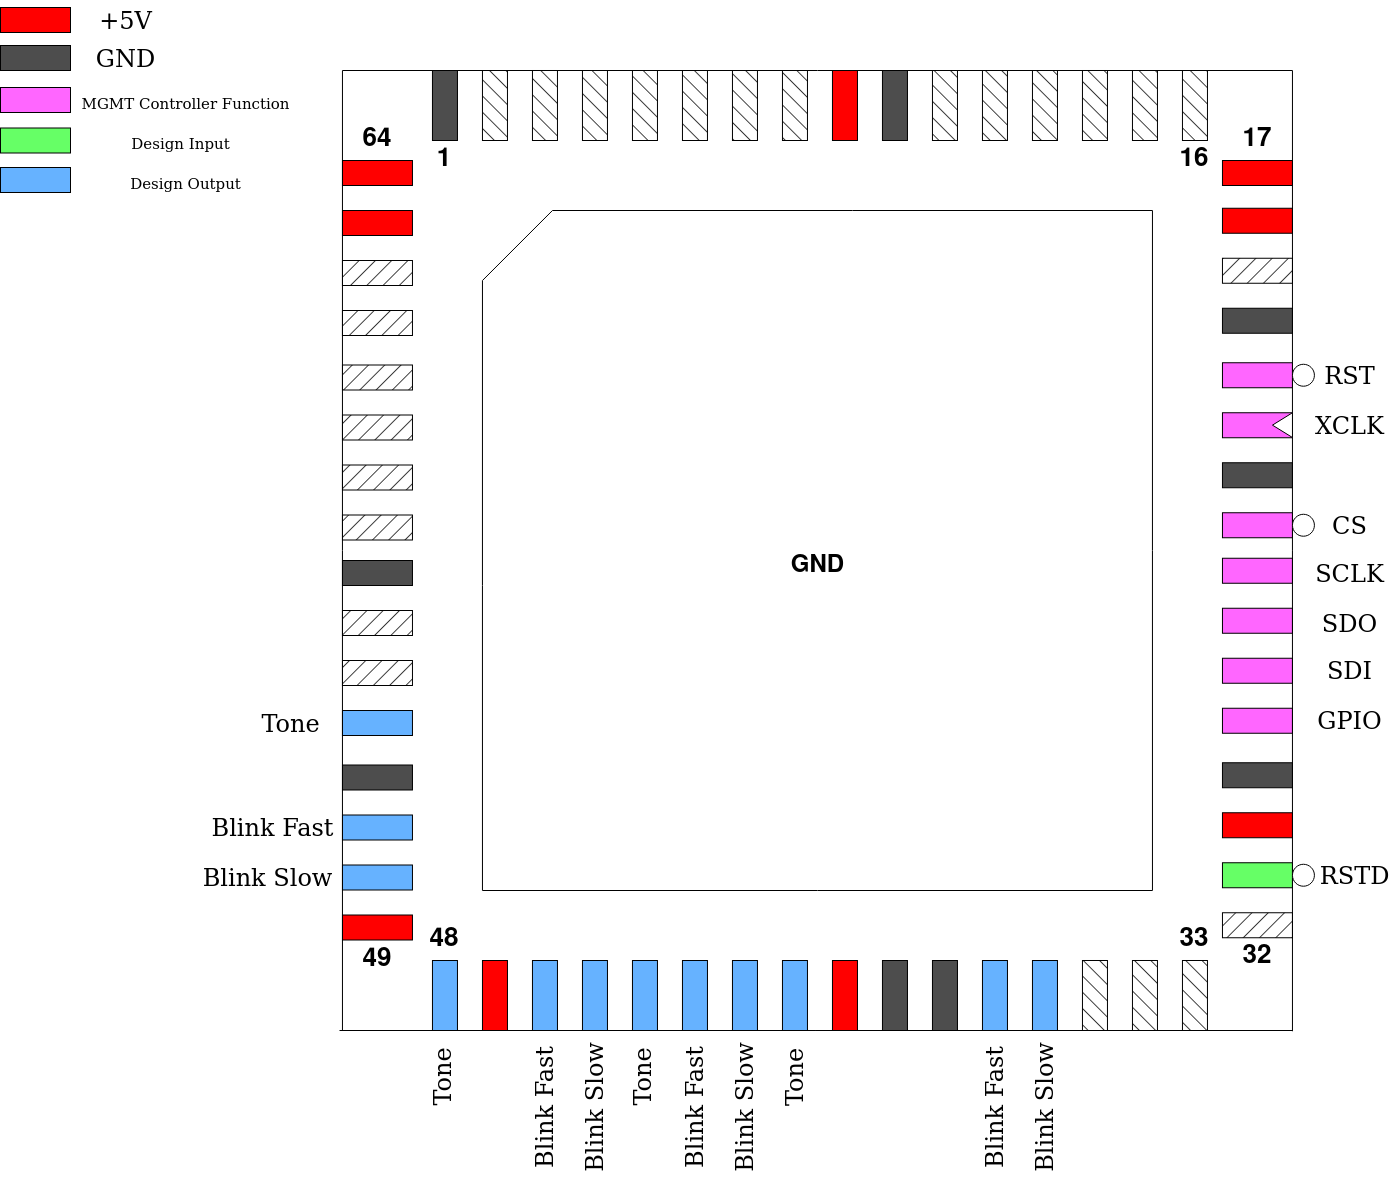 +5V
GND
MGMT Controller Function
Design Input
Design Output
64
1
16
17
RST
XCLK
CS
SCLK
SDO
SDI
GPIO
RSTD
GND
Tone
Blink Fast
Blink Slow
49
48
33
32
Tone
Blink Fast
Blink Slow
Tone
Blink Fast
Blink Slow
Tone
Blink Fast
Blink Slow